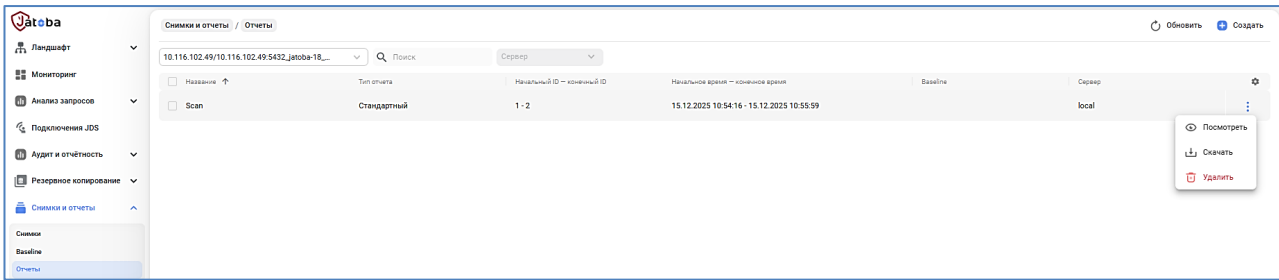 Jatoba
Снимки и отчеты / Отчеты
Обновить
Создать
Ландшафт
Мониторинг
Анализ запросов
Подключения JDS
Аудит и отчётность
Резервное копирование
Снимки и отчеты
Снимки
Baseline
Отчеты
10.116.102.49/10.116.102.49:5432_jatoba-18_...
Поиск
Сервер
Название ↑ Тип отчета Начальный ID — конечный ID Начальное время — конечное время Baseline Сервер
Scan Стандартный 1 - 2 15.12.2025 10:54:16 - 15.12.2025 10:55:59 local
Посмотреть
Скачать
Удалить